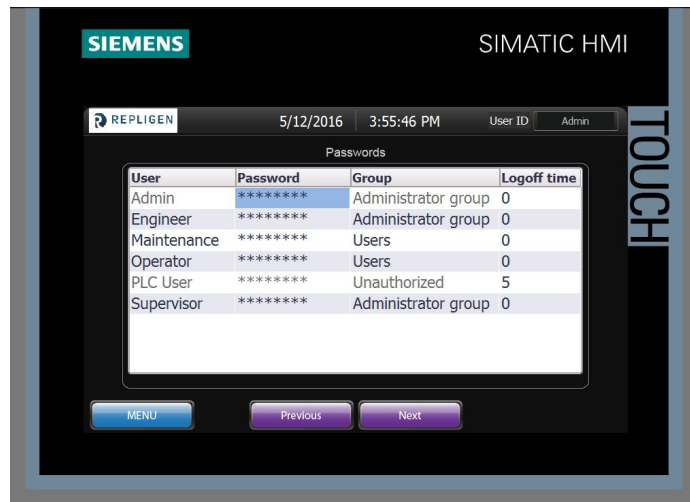 SIEMENS SIMATIC HMI
REPLIGEN 5/12/2016 3:55:46 PM User ID Admin
TOUCH
Passwords
User Password Group Logoff time
Admin ******** Administrator group 0
Engineer ******** Administrator group 0
Maintenance ******** Users 0
Operator ******** Users 0
PLC User ******** Unauthorized 5
Supervisor ******** Administrator group 0
MENU Previous Next